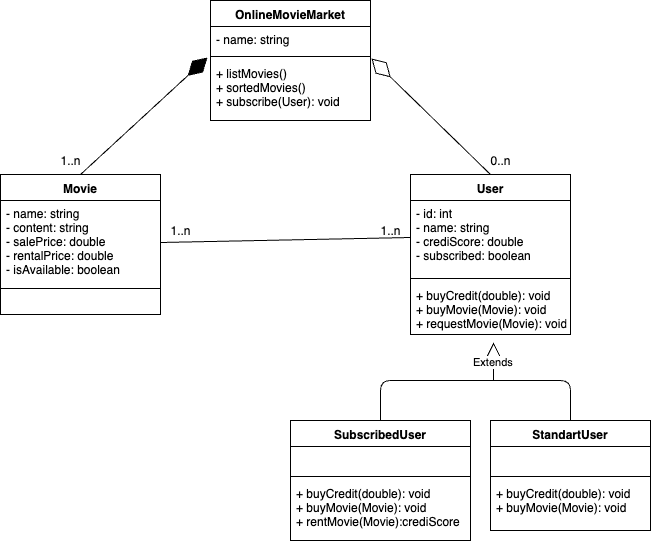 OnlineMovieMarket
- name: string
+ listMovies()
+ sortedMovies()
+ subscribe(User): void
1..n
0..n
Movie
- name: string
- content: string
- salePrice: double
- rentalPrice: double
- isAvailable: boolean
1..n
1..n
User
- id: int
- name: string
- crediScore: double
- subscribed: boolean
+ buyCredit(double): void
+ buyMovie(Movie): void
+ requestMovie(Movie): void
Extends
SubscribedUser
+ buyCredit(double): void
+ buyMovie(Movie): void
+ rentMovie(Movie):crediScore
StandartUser
+ buyCredit(double): void
+ buyMovie(Movie): void